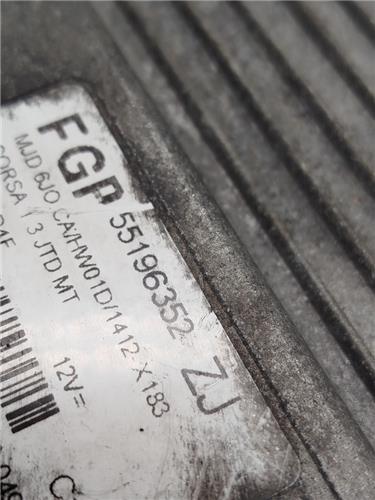 FGP 55196352 ZJ
MJD 6JO.CA/HW01D/1412-X183
CORSA 1 3 JTD MT
12V=